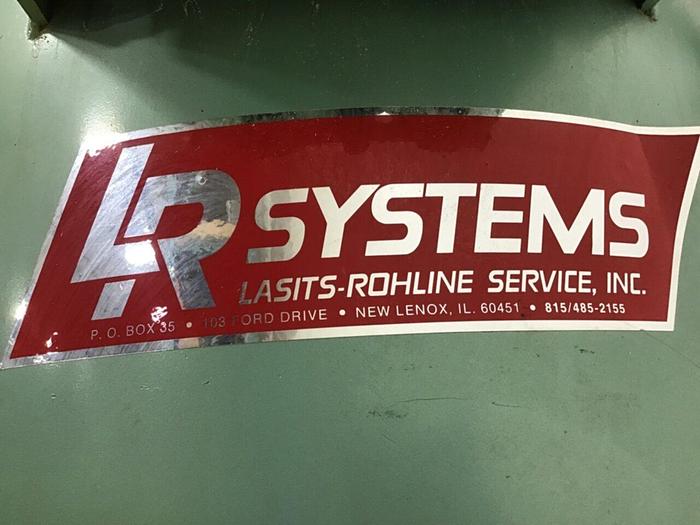 LR SYSTEMS
LASITS-ROHLINE SERVICE, INC.
P. O. BOX 35 • 103 FORD DRIVE • NEW LENOX, IL. 60451 • 815/485-2155